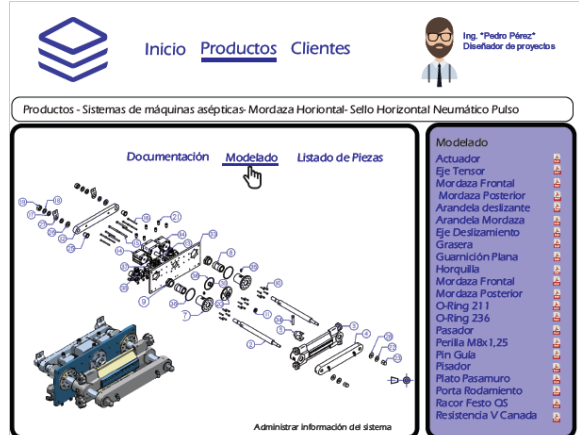 Inicio Productos Clientes
Ing. "Pedro Pérez"
Diseñador de proyectos
Productos - Sistemas de máquinas asépticas- Mordaza Horiontal- Sello Horizontal Neumático Pulso
Documentación Modelado Listado de Piezas
Administrar información del sistema
Modelado
Actuador
Eje Tensor
Mordaza Frontal
Mordaza Posterior
Arandela deslizante
Arandela Mordaza
Eje Deslizamiento
Grasera
Guarnición Plana
Horquilla
Mordaza Frontal
Mordaza Posterior
O-Ring 211
O-Ring 236
Pasador
Perilla M8x1,25
Pin Guía
Pisador
Plato Pasamuro
Porta Rodamiento
Racor Festo QS
Resistencia V Canada